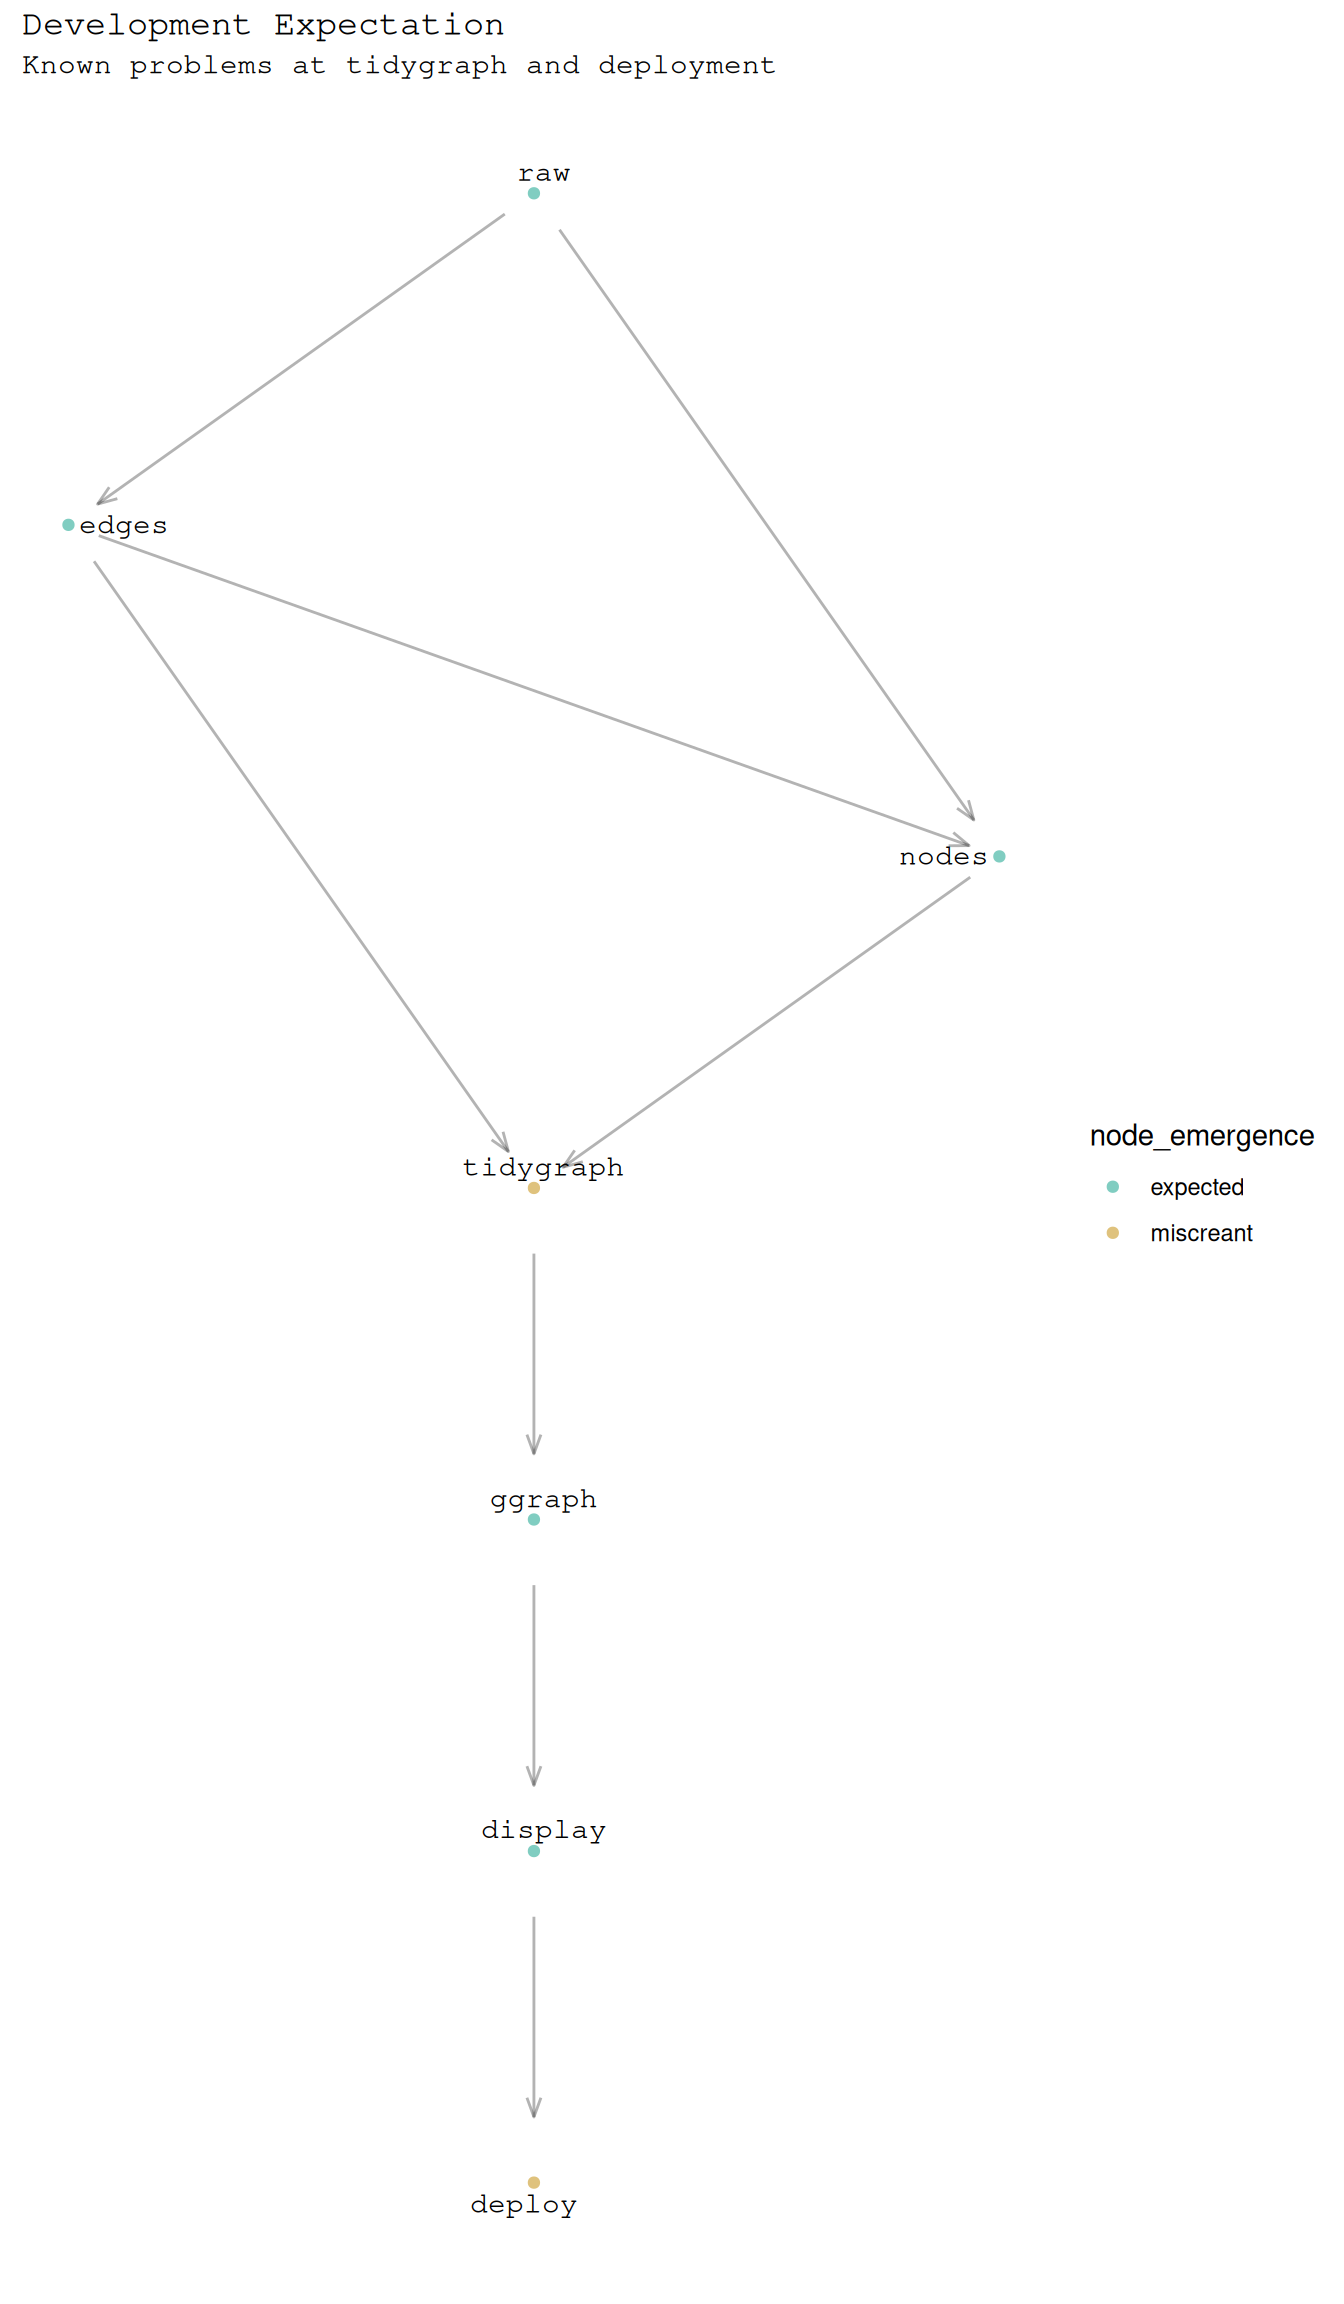 Development Expectation
Known problems at tidygraph and deployment
raw
edges
nodes
tidygraph
node_emergence
expected
miscreant
ggraph
display
deploy